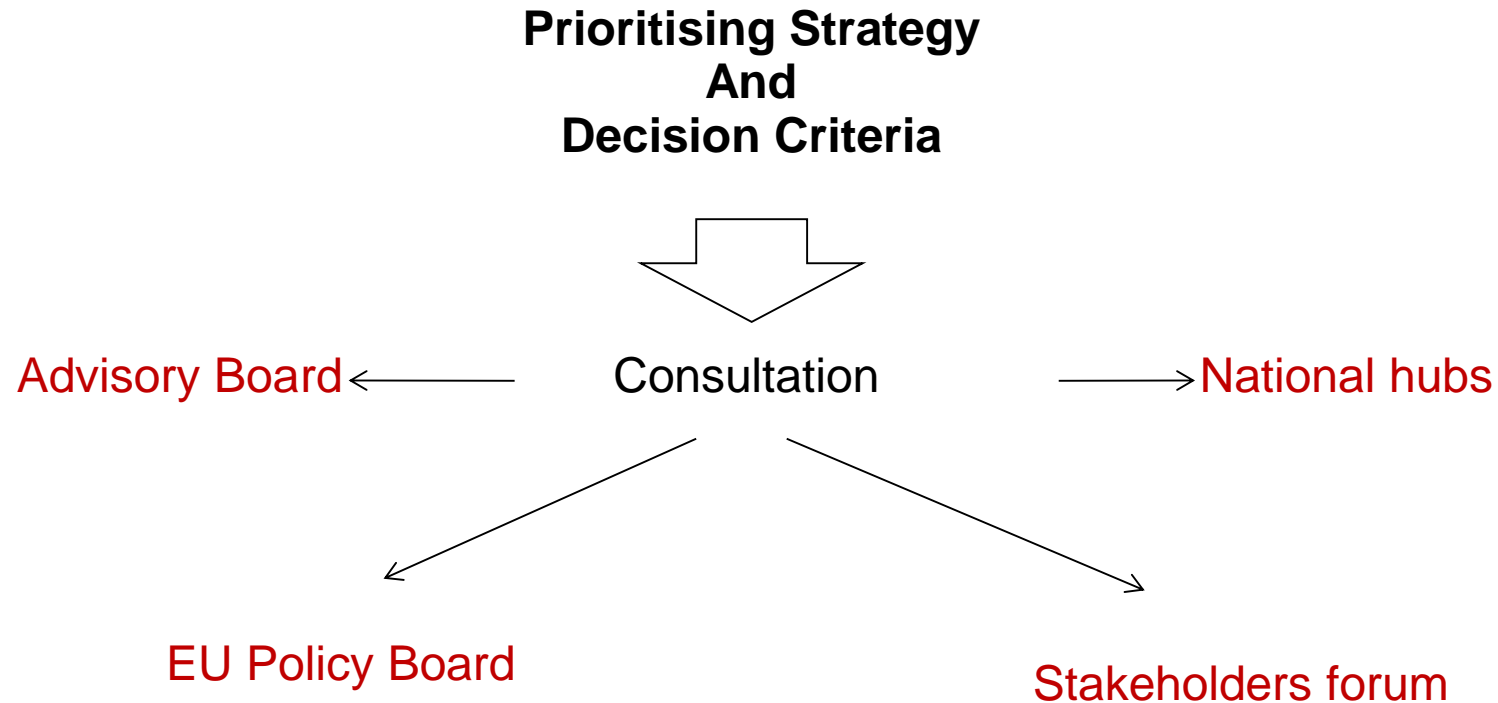 Prioritising Strategy
And
Decision Criteria
Advisory Board
Consultation
National hubs
EU Policy Board
Stakeholders forum